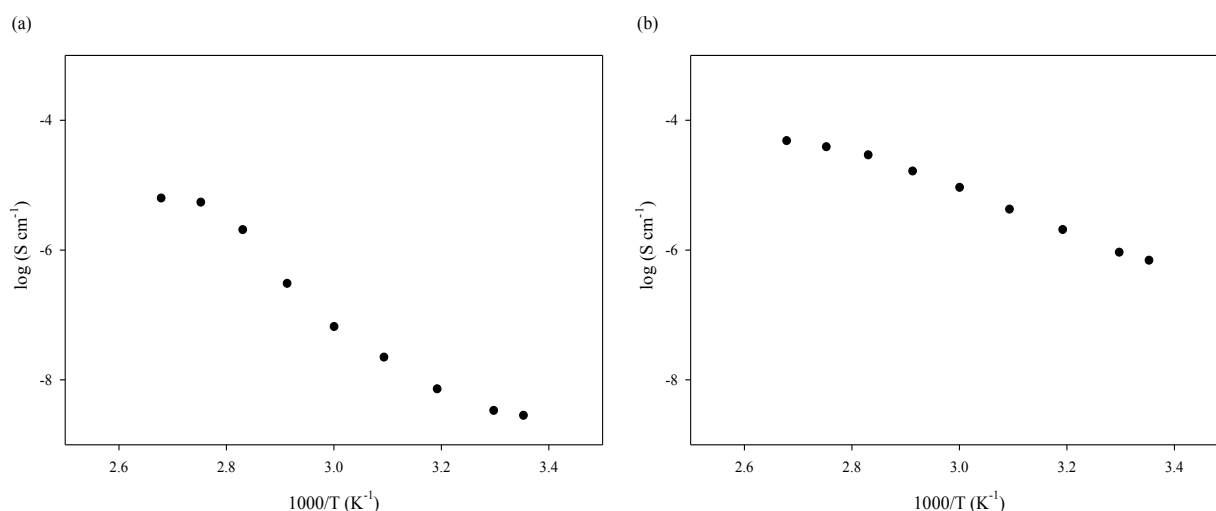 (a)
(b)
-4
-6
-8
log (S cm⁻¹)
2.6 2.8 3.0 3.2 3.4
1000/T (K⁻¹)
-4
-6
-8
log (S cm⁻¹)
2.6 2.8 3.0 3.2 3.4
1000/T (K⁻¹)